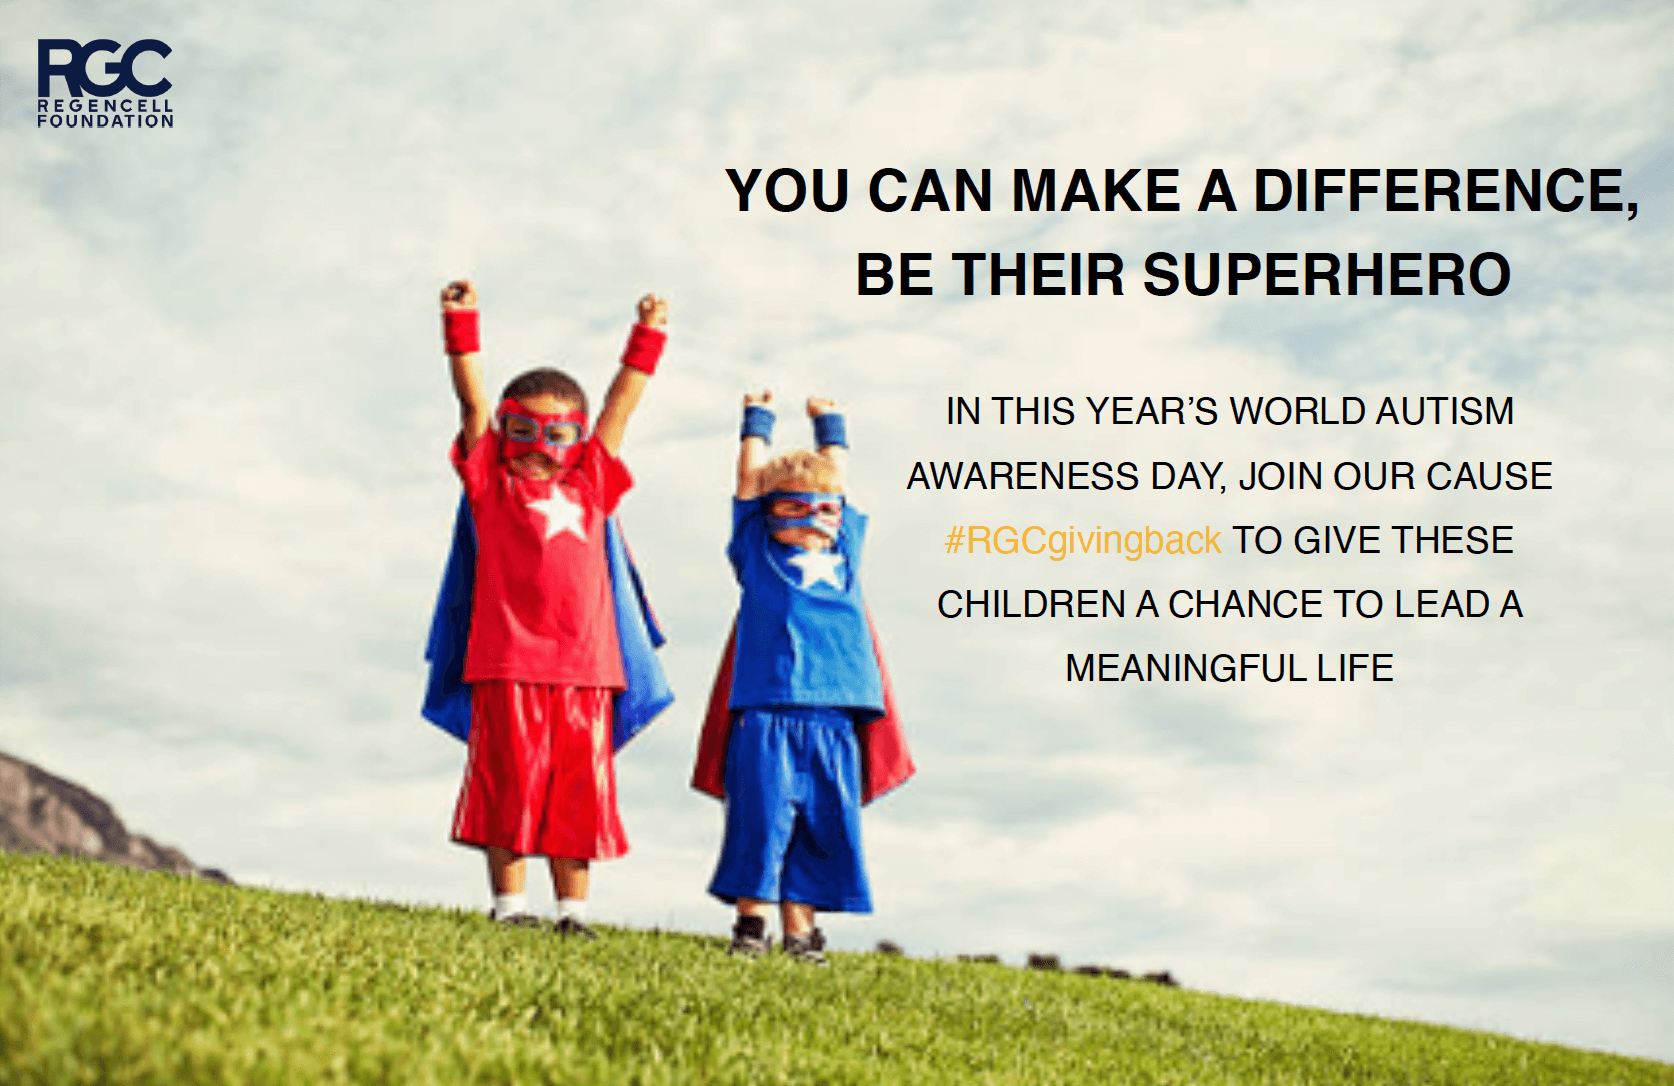 RGC
REGENCELL
FOUNDATION
YOU CAN MAKE A DIFFERENCE,
BE THEIR SUPERHERO
IN THIS YEAR’S WORLD AUTISM
AWARENESS DAY, JOIN OUR CAUSE
#RGCgivingback TO GIVE THESE
CHILDREN A CHANCE TO LEAD A
MEANINGFUL LIFE